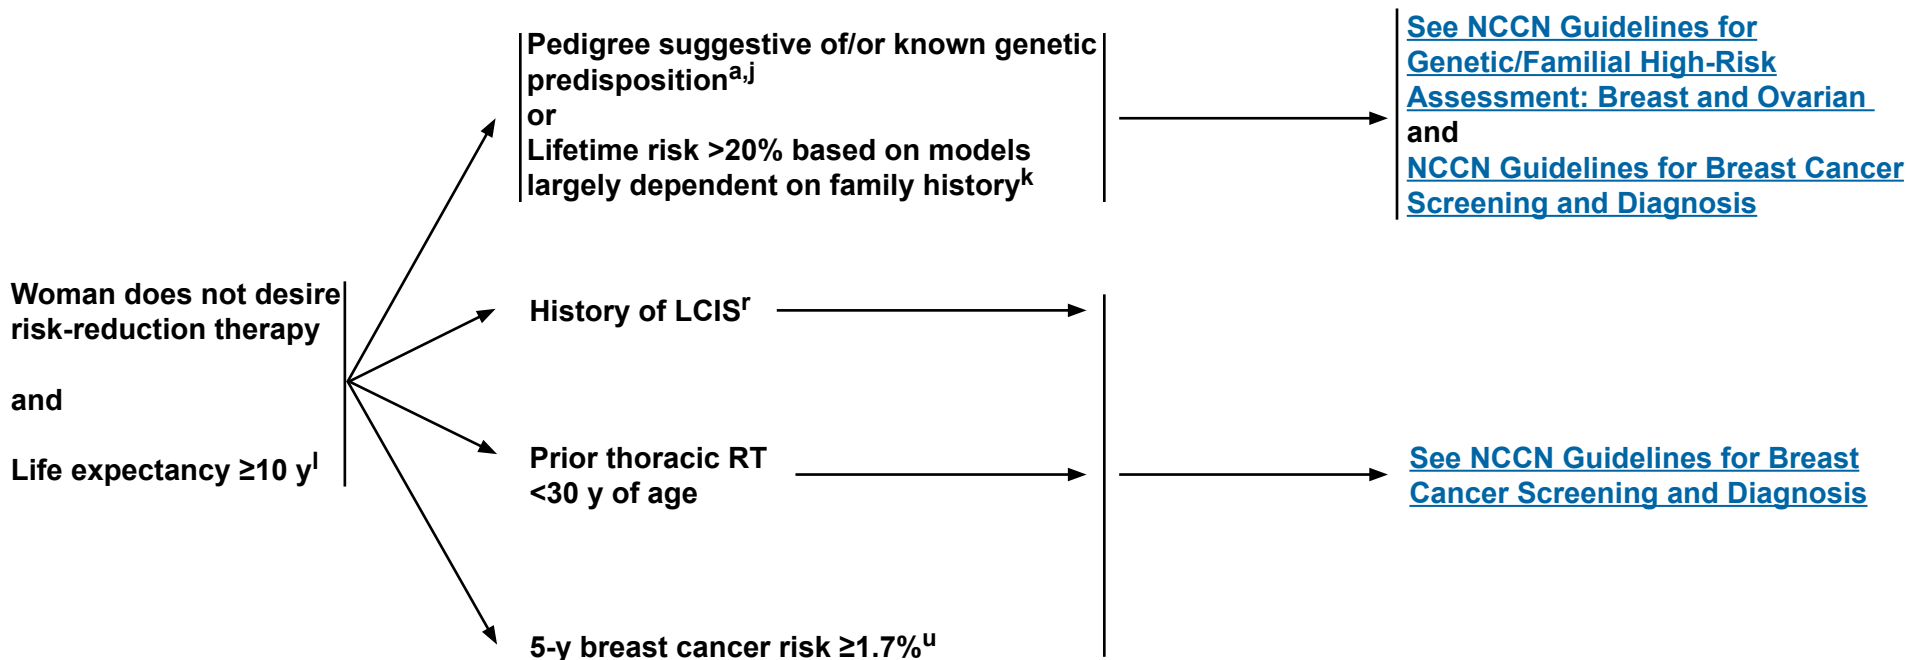 Woman does not desire
risk-reduction therapy
and
Life expectancy ≥10 yˡ
Pedigree suggestive of/or known genetic
predispositionᵃ,ʲ
or
Lifetime risk >20% based on models
largely dependent on family historyᵏ
See NCCN Guidelines for
Genetic/Familial High-Risk
Assessment: Breast and Ovarian
and
NCCN Guidelines for Breast Cancer
Screening and Diagnosis
History of LCISʳ
Prior thoracic RT
<30 y of age
5-y breast cancer risk ≥1.7%ᵘ
See NCCN Guidelines for Breast
Cancer Screening and Diagnosis